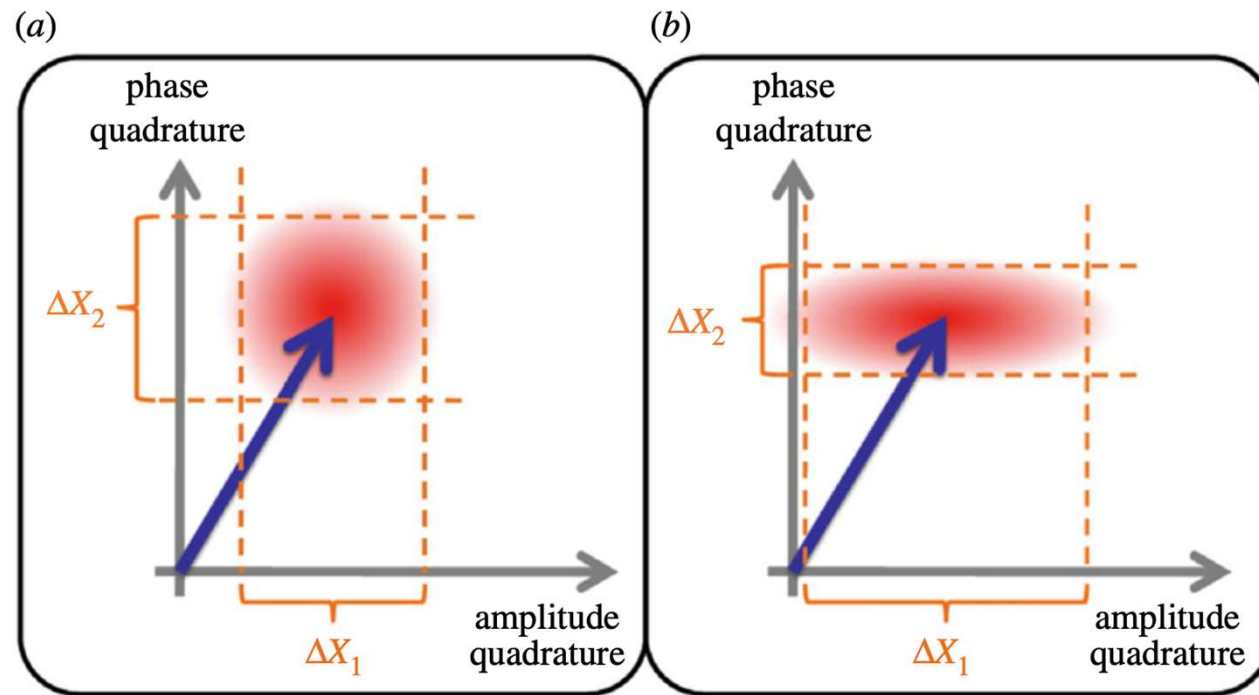 (a)
phase
quadrature
ΔX₂
ΔX₁
amplitude
quadrature
(b)
phase
quadrature
ΔX₂
ΔX₁
amplitude
quadrature